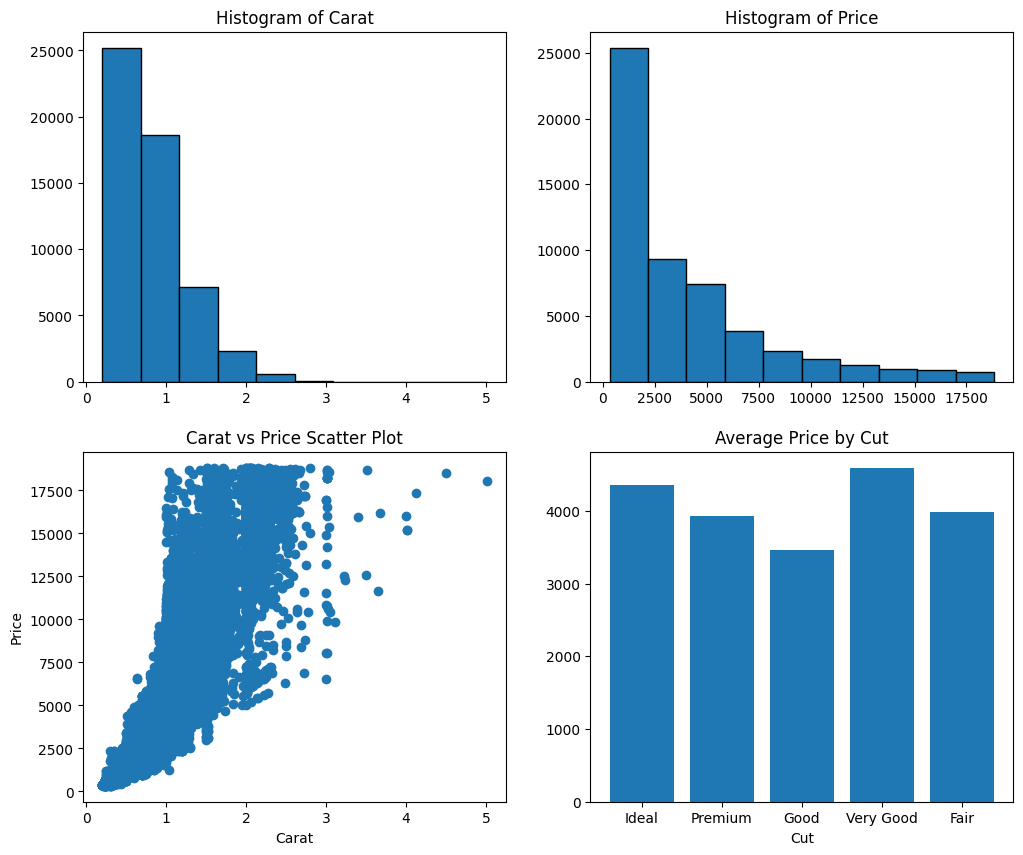 Histogram of Carat
25000
20000
15000
10000
5000
0
0 1 2 3 4 5
Histogram of Price
25000
20000
15000
10000
5000
0
0 2500 5000 7500 10000 12500 15000 17500
Carat vs Price Scatter Plot
Price
17500
15000
12500
10000
7500
5000
2500
0
0 1 2 3 4 5
Carat
Average Price by Cut
4000
3000
2000
1000
0
Ideal Premium Good Very Good Fair
Cut